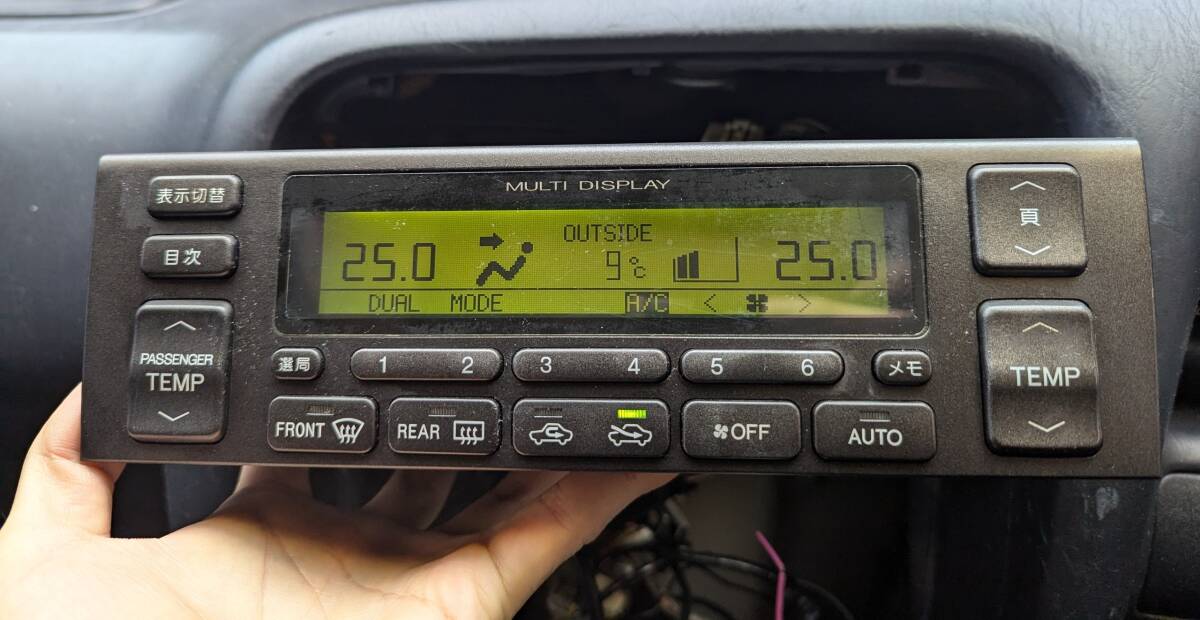 MULTI DISPLAY
表示切替
目次
頁
OUTSIDE
25.0 9℃ 25.0
DUAL MODE A/C < >
PASSENGER
TEMP
TEMP
選局 1 2 3 4 5 6 メモ
FRONT REAR OFF AUTO